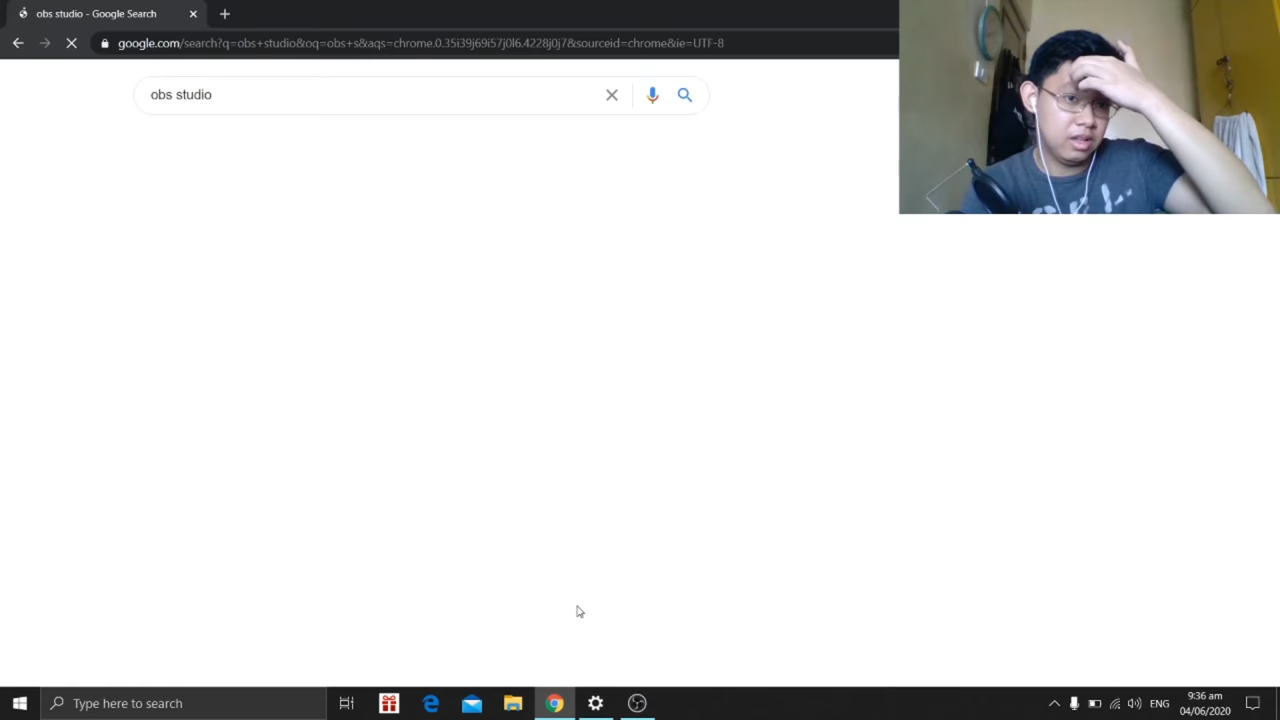 obs studio - Google Search
google.com/search?q=obs+studio&oq=obs+s&aqs=chrome.0.35i39j69i57j0l6.4228j0j7&sourceid=chrome&ie=UTF-8
obs studio
Type here to search
ENG
9:36 am
04/06/2020